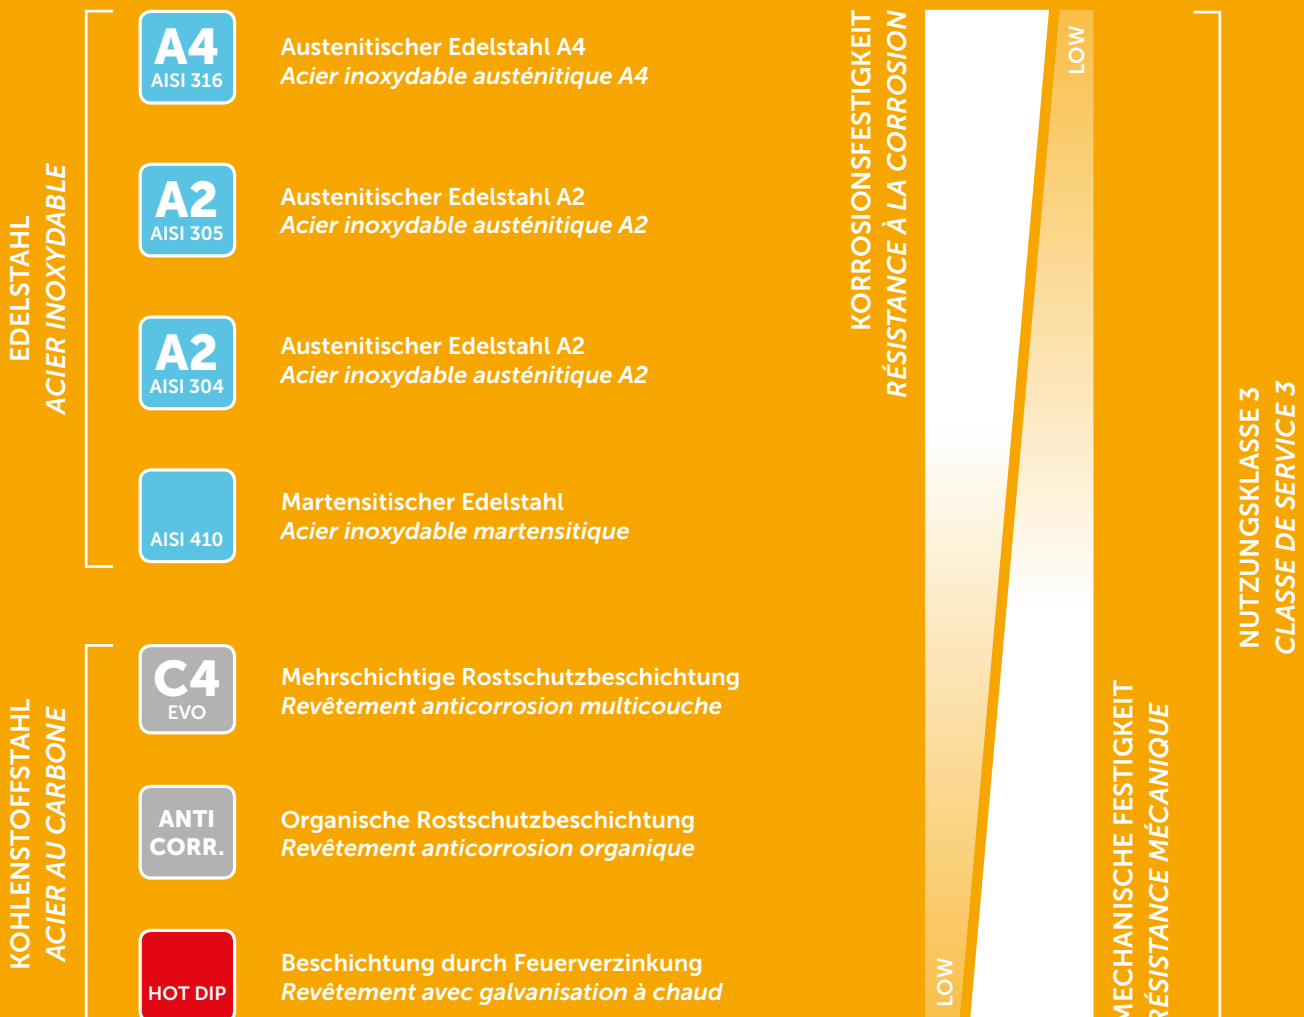 EDELSTAHL
ACIER INOXYDABLE
A4
AISI 316
Austenitischer Edelstahl A4
Acier inoxydable austénitique A4
A2
AISI 305
Austenitischer Edelstahl A2
Acier inoxydable austénitique A2
A2
AISI 304
Austenitischer Edelstahl A2
Acier inoxydable austénitique A2
AISI 410
Martensitischer Edelstahl
Acier inoxydable martensitique
KOHLENSTOFFSTAHL
ACIER AU CARBONE
C4
EVO
Mehrschichtige Rostschutzbeschichtung
Revêtement anticorrosion multicouche
ANTI
CORR.
Organische Rostschutzbeschichtung
Revêtement anticorrosion organique
HOT DIP
Beschichtung durch Feuerverzinkung
Revêtement avec galvanisation à chaud
KORROSIONSFESTIGKEIT
RÉSISTANCE À LA CORROSION
LOW
LOW
MECHANISCHE FESTIGKEIT
RÉSISTANCE MÉCANIQUE
NUTZUNGSKLASSE 3
CLASSE DE SERVICE 3